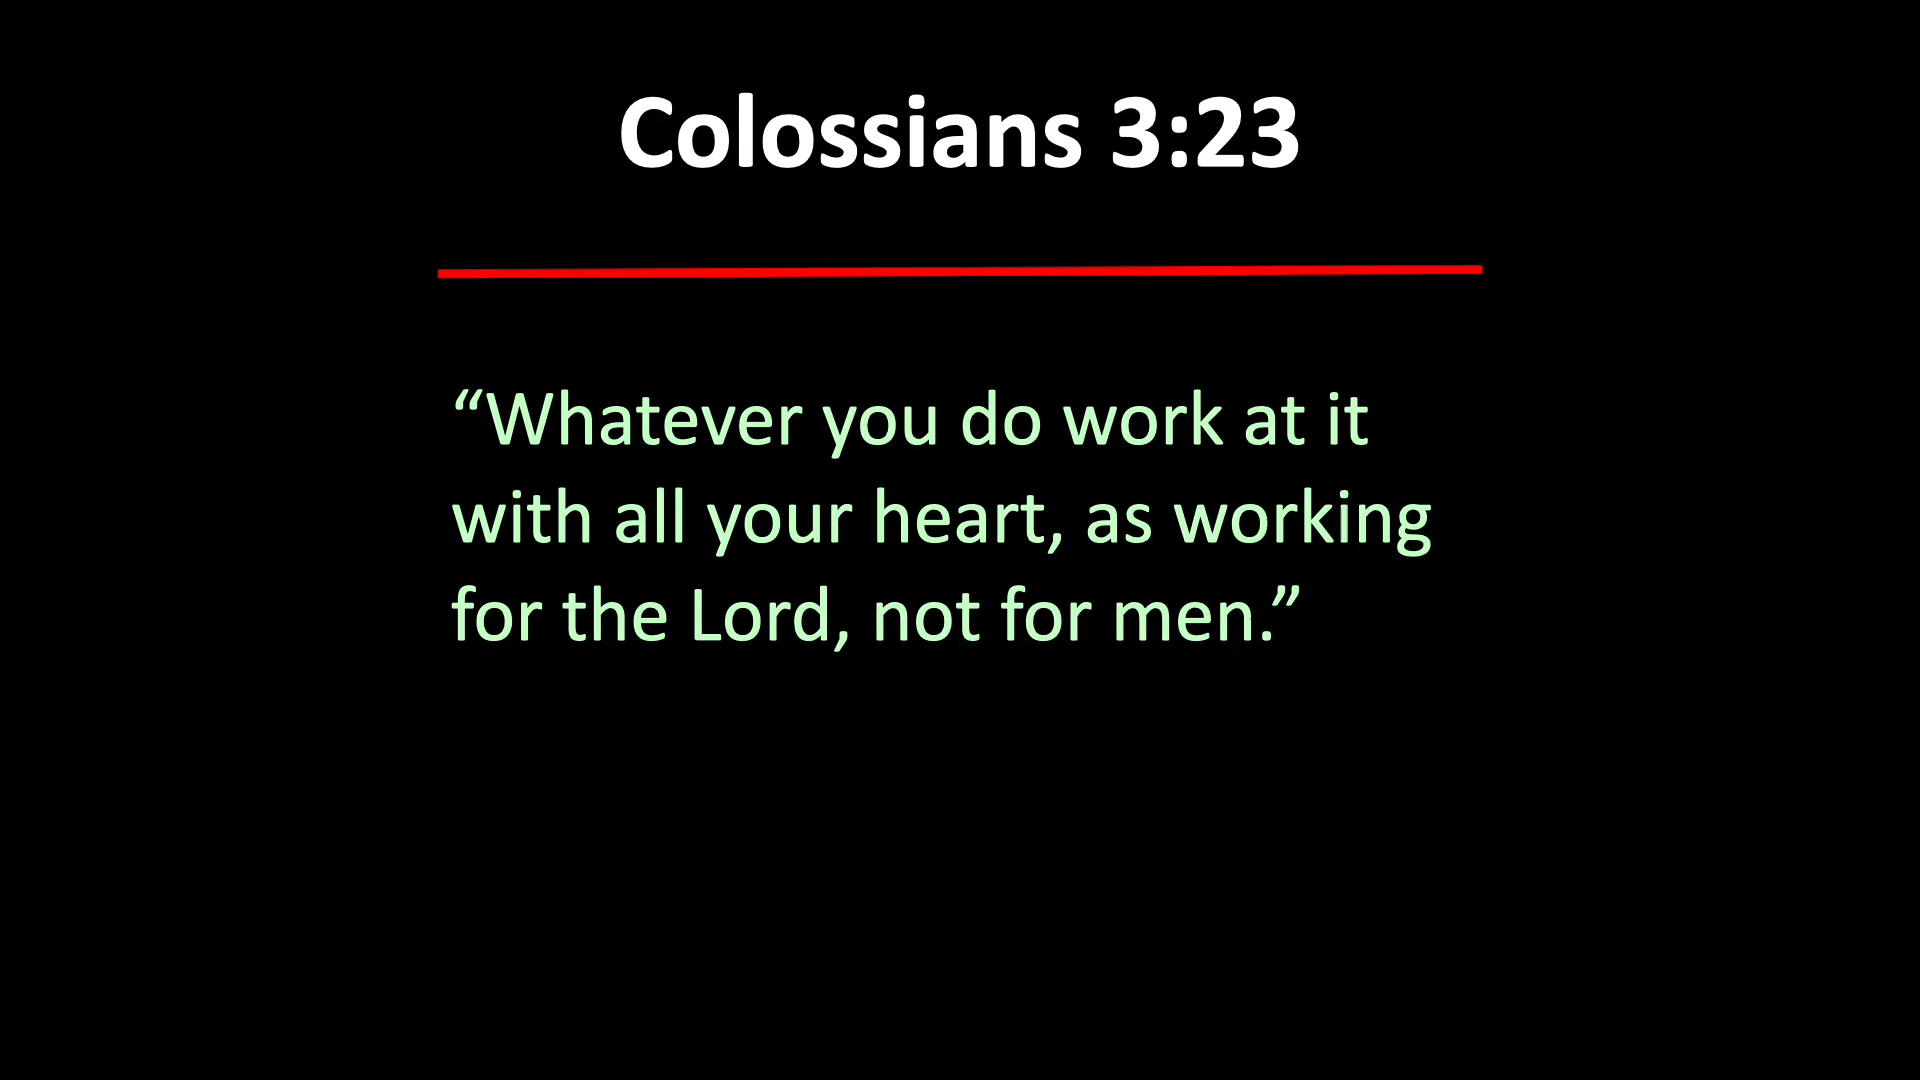 Colossians 3:23
“Whatever you do work at it
with all your heart, as working
for the Lord, not for men.”